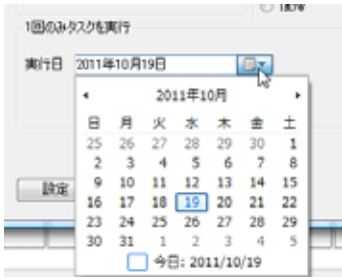 1回のみタスクを実行
実行日 2011年10月19日
2011年10月
日 月 火 水 木 金 土
25 26 27 28 29 30 1
2 3 4 5 6 7 8
9 10 11 12 13 14 15
16 17 18 19 20 21 22
23 24 25 26 27 28 29
30 31 1 2 3 4 5
今日: 2011/10/19
設定